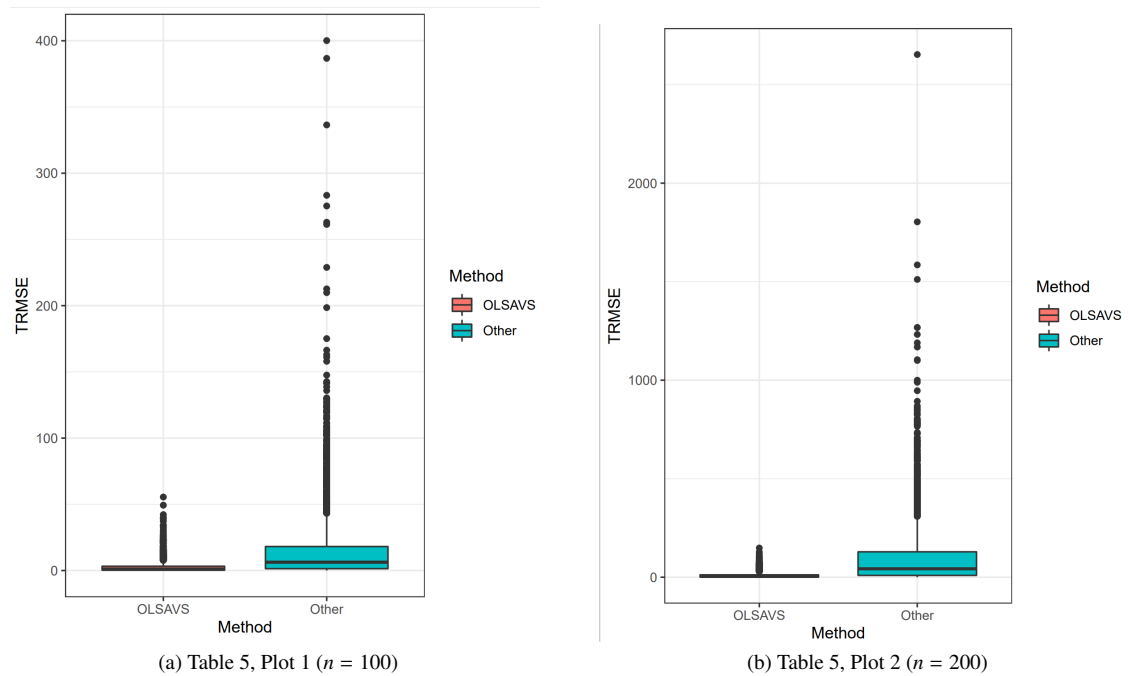 400
300
200
100
0
TRMSE
OLSAVS
Other
Method
Method
OLSAVS
Other
(a) Table 5, Plot 1 (n = 100)
2000
1000
0
TRMSE
OLSAVS
Other
Method
Method
OLSAVS
Other
(b) Table 5, Plot 2 (n = 200)